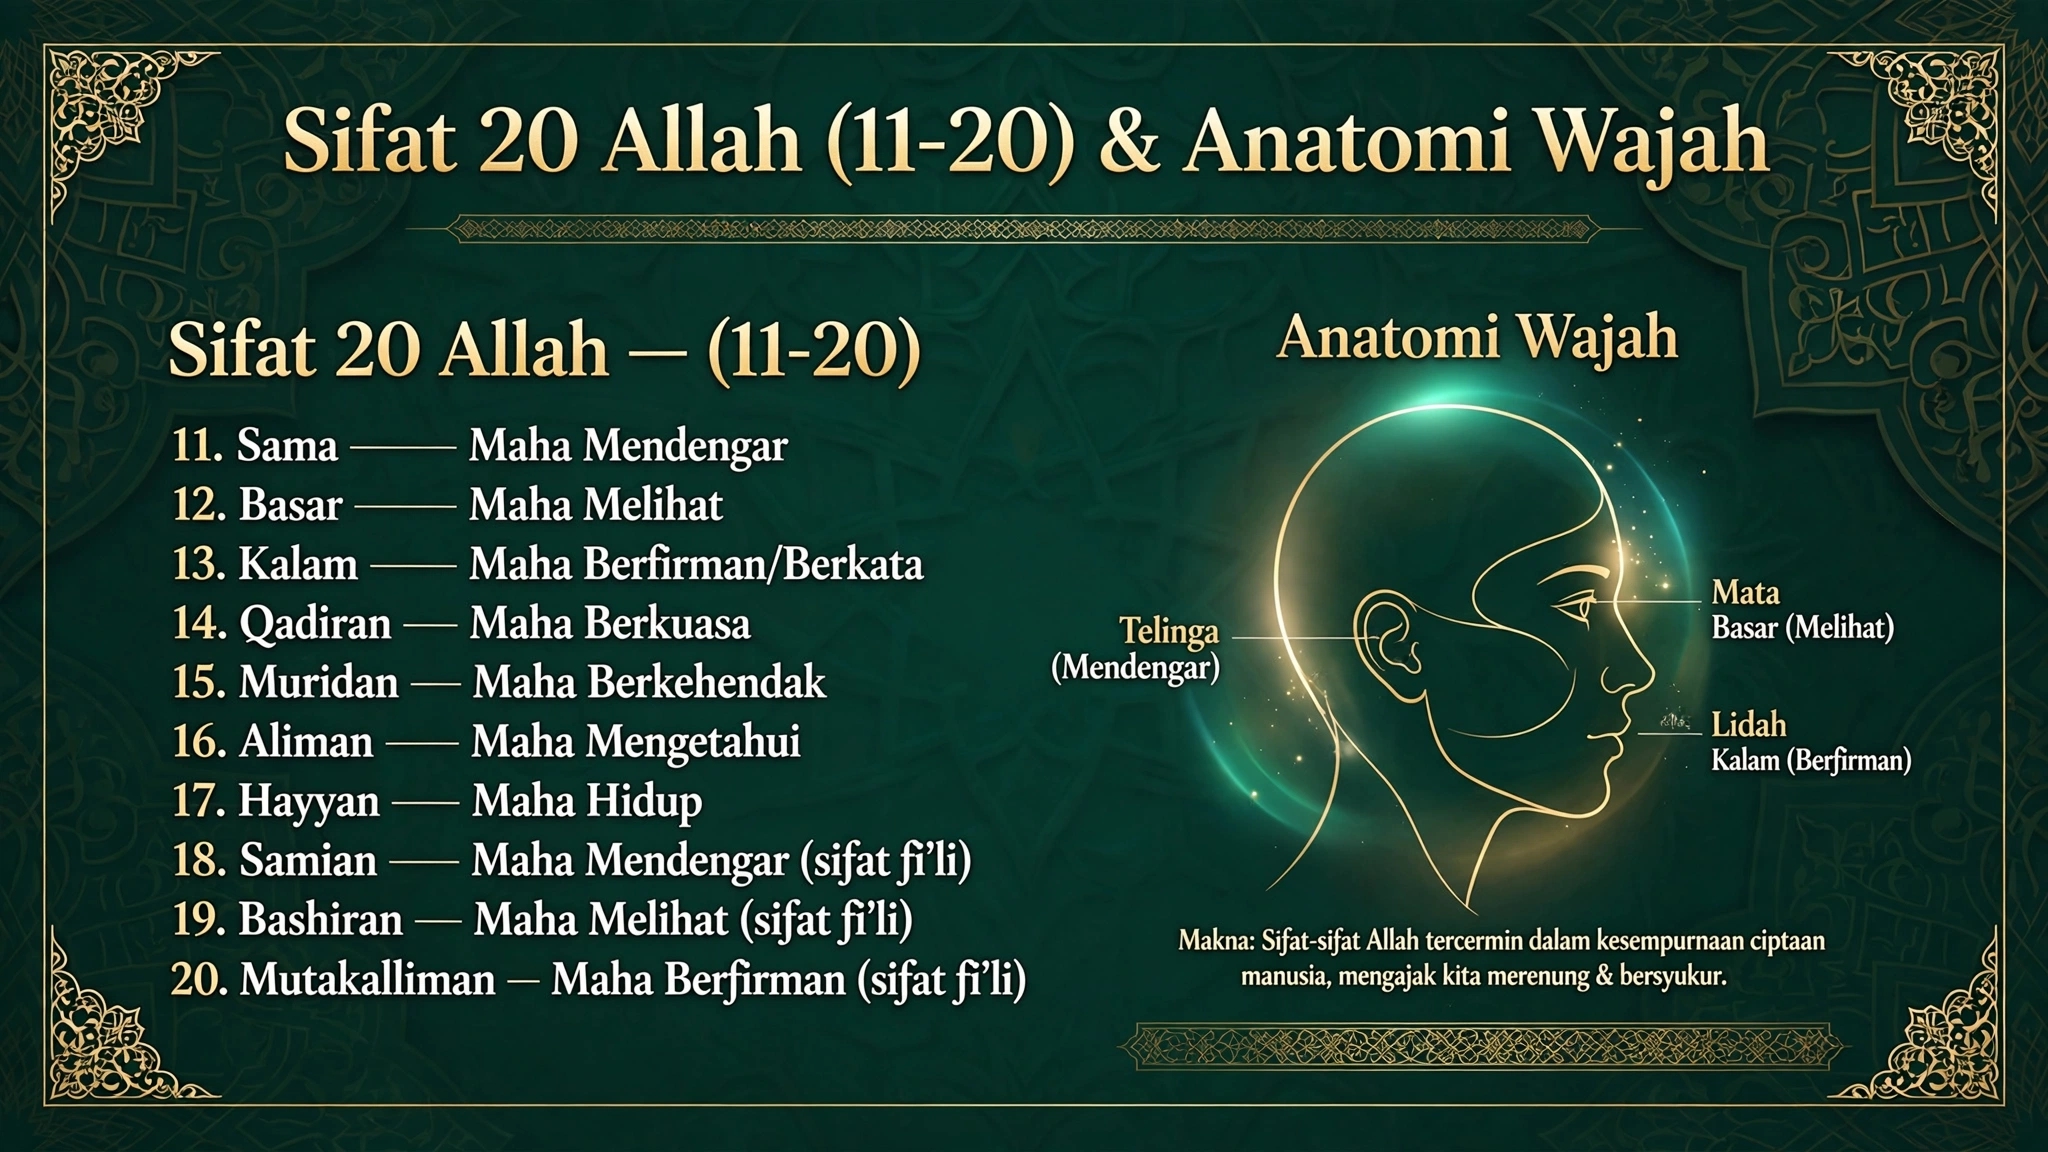 Sifat 20 Allah (11-20) & Anatomi Wajah
Sifat 20 Allah — (11-20)
11. Sama —— Maha Mendengar
12. Basar —— Maha Melihat
13. Kalam —— Maha Berfirman/Berkata
14. Qadiran — Maha Berkuasa
15. Muridan — Maha Berkehendak
16. Aliman —— Maha Mengetahui
17. Hayyan —— Maha Hidup
18. Samian —— Maha Mendengar (sifat fi’li)
19. Bashiran — Maha Melihat (sifat fi’li)
20. Mutakalliman — Maha Berfirman (sifat fi’li)
Anatomi Wajah
Telinga
(Mendengar)
Mata
Basar (Melihat)
Lidah
Kalam (Berfirman)
Makna: Sifat-sifat Allah tercermin dalam kesempurnaan ciptaan
manusia, mengajak kita merenung & bersyukur.